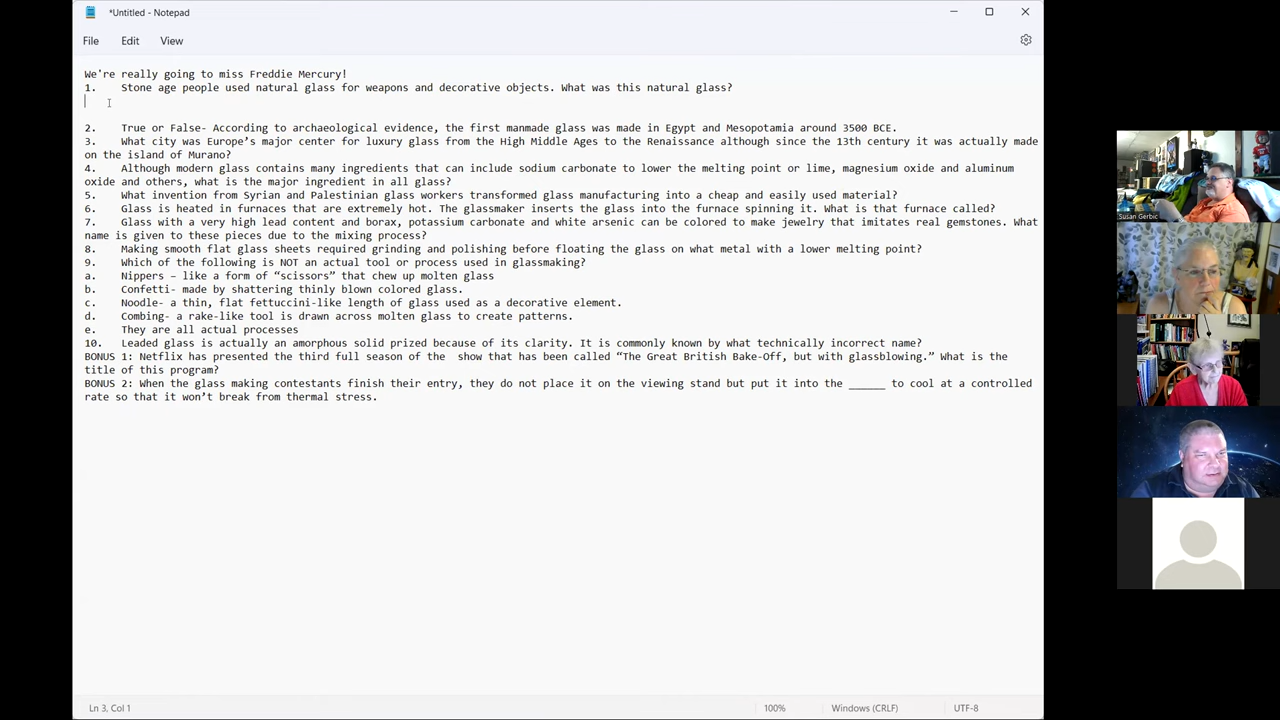 *Untitled - Notepad
File Edit View
We're really going to miss Freddie Mercury!
1. Stone age people used natural glass for weapons and decorative objects. What was this natural glass?
2. True or False- According to archaeological evidence, the first manmade glass was made in Egypt and Mesopotamia around 3500 BCE.
3. What city was Europe's major center for luxury glass from the High Middle Ages to the Renaissance although since the 13th century it was actually made
on the island of Murano?
4. Although modern glass contains many ingredients that can include sodium carbonate to lower the melting point or lime, magnesium oxide and aluminum
oxide and others, what is the major ingredient in all glass?
5. What invention from Syrian and Palestinian glass workers transformed glass manufacturing into a cheap and easily used material?
6. Glass is heated in furnaces that are extremely hot. The glassmaker inserts the glass into the furnace spinning it. What is that furnace called?
7. Glass with a very high lead content and borax, potassium carbonate and white arsenic can be colored to make jewelry that imitates real gemstones. What
name is given to these pieces due to the mixing process?
8. Making smooth flat glass sheets required grinding and polishing before floating the glass on what metal with a lower melting point?
9. Which of the following is NOT an actual tool or process used in glassmaking?
a. Nippers – like a form of “scissors” that chew up molten glass
b. Confetti- made by shattering thinly blown colored glass.
c. Noodle- a thin, flat fettuccini-like length of glass used as a decorative element.
d. Combing- a rake-like tool is drawn across molten glass to create patterns.
e. They are all actual processes
10. Leaded glass is actually an amorphous solid prized because of its clarity. It is commonly known by what technically incorrect name?
BONUS 1: Netflix has presented the third full season of the  show that has been called “The Great British Bake-Off, but with glassblowing.” What is the
title of this program?
BONUS 2: When the glass making contestants finish their entry, they do not place it on the viewing stand but put it into the ______ to cool at a controlled
rate so that it won’t break from thermal stress.
Susan Gerbic
Ln 3, Col 1 100% Windows (CRLF) UTF-8